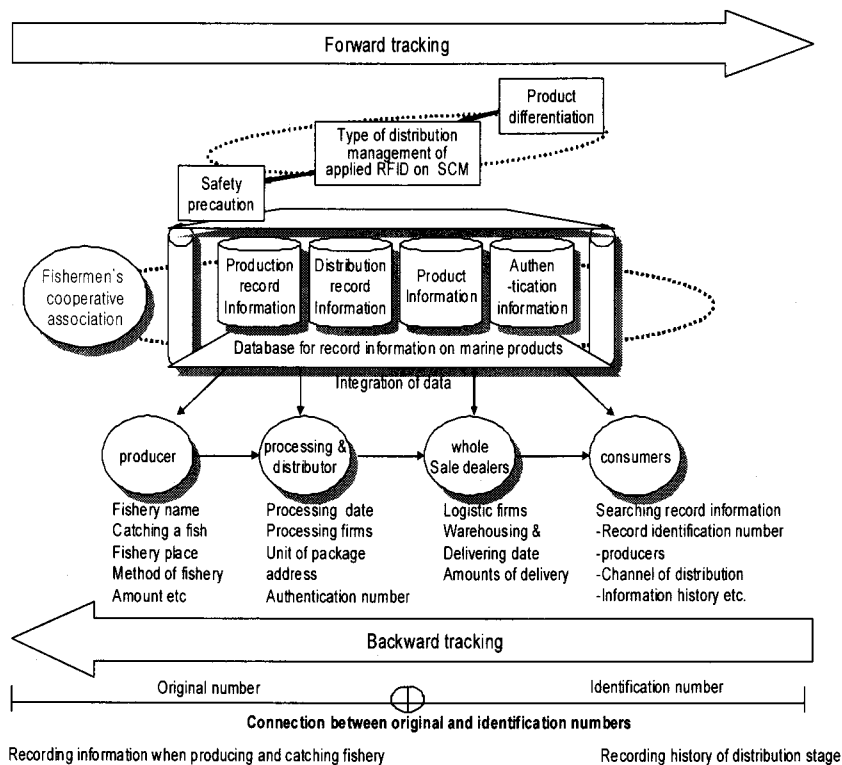 Forward tracking
Product
differentiation
Type of distribution
management of
applied RFID on SCM
Safety
precaution
Fishermen's
cooperative
association
Production
record
Information
Distribution
record
Information
Product
Information
Authen
-tication
information
Database for record information on marine products
Integration of data
producer
processing &
distributor
whole
Sale dealers
consumers
Fishery name
Catching a fish
Fishery place
Method of fishery
Amount etc
Processing date
Processing firms
Unit of package
address
Authentication number
Logistic firms
Warehousing &
Delivering date
Amounts of delivery
Searching record information
-Record identification number
-producers
-Channel of distribution
-Information history etc.
Backward tracking
Original number
Identification number
Connection between original and identification numbers
Recording information when producing and catching fishery
Recording history of distribution stage